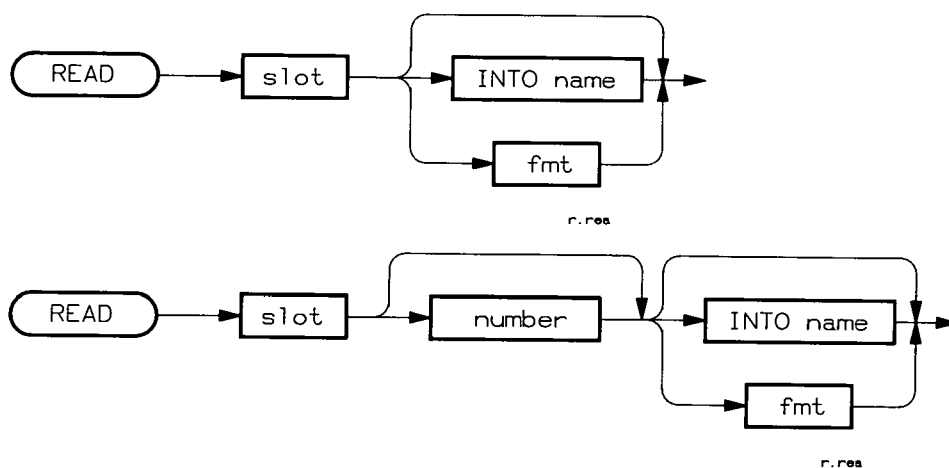 READ slot INTO name
fmt
r.rea
READ slot number INTO name
fmt
r.rea